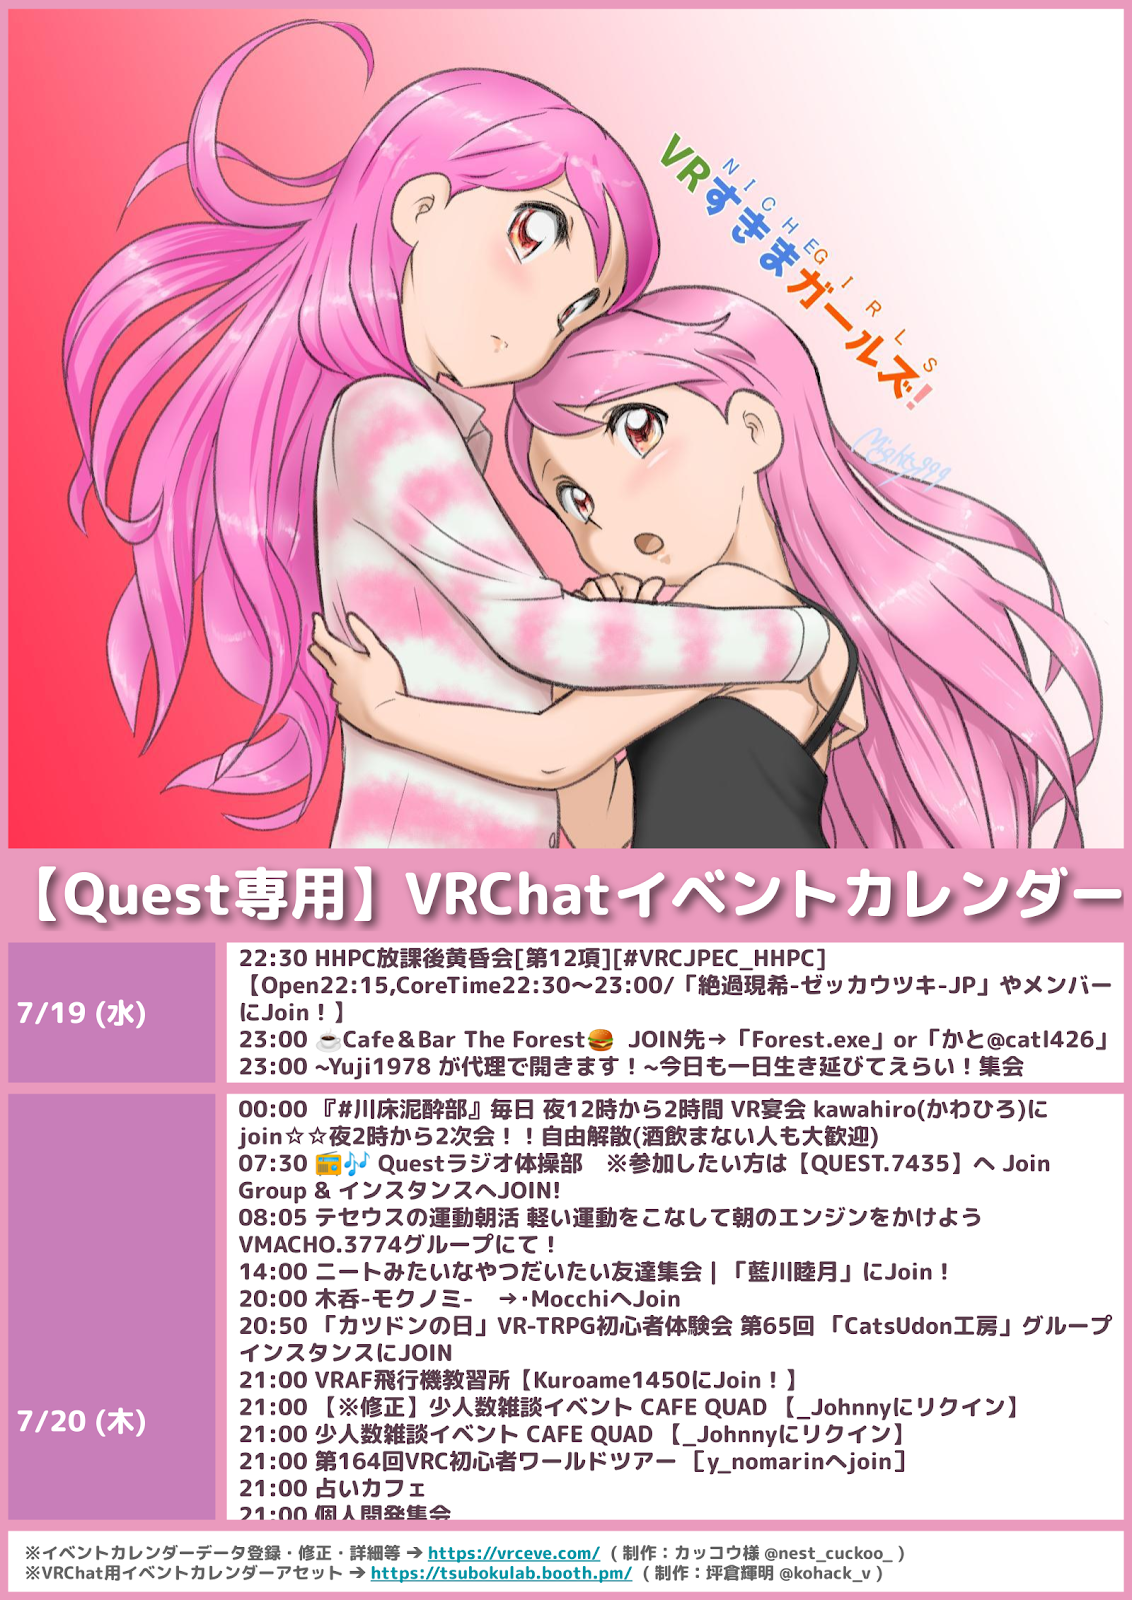 NICHEGIRLS
VRすきまガールズ!
Mighty999
【Quest専用】VRChatイベントカレンダー
7/19 (水)
22:30 HHPC放課後黄昏会[第12項][#VRCJPEC_HHPC]
【Open22:15,CoreTime22:30～23:00/「絶過現希-ゼッカウツキ-JP」やメンバー
にJoin！】
23:00 ☕Cafe＆Bar The Forest🍔 JOIN先→「Forest.exe」or「かと@catl426」
23:00 ~Yuji1978 が代理で開きます！~今日も一日生き延びてえらい！集会
7/20 (木)
00:00 『#川床泥酔部』毎日 夜12時から2時間 VR宴会 kawahiro(かわひろ)に
join☆☆夜2時から2次会！！自由解散(酒飲まない人も大歓迎)
07:30 📻🎶 Questラジオ体操部　※参加したい方は【QUEST.7435】へ Join
Group & インスタンスへJOIN!
08:05 テセウスの運動朝活 軽い運動をこなして朝のエンジンをかけよう
VMACHO.3774グループにて！
14:00 ニートみたいなやつだいたい友達集会 | 「藍川睦月」にJoin！
20:00 木呑-モクノミ-　→･MocchiへJoin
20:50 「カツドンの日」VR-TRPG初心者体験会 第65回 「CatsUdon工房」グループ
インスタンスにJOIN
21:00 VRAF飛行機教習所【Kuroame1450にJoin！】
21:00 【※修正】少人数雑談イベント CAFE QUAD 【_Johnnyにリクイン】
21:00 少人数雑談イベント CAFE QUAD 【_Johnnyにリクイン】
21:00 第164回VRC初心者ワールドツアー ［y_nomarinへjoin］
21:00 占いカフェ
21:00 個人開発集会
※イベントカレンダーデータ登録・修正・詳細等 ➔ https://vrceve.com/ ( 制作：カッコウ様 @nest_cuckoo_ )
※VRChat用イベントカレンダーアセット ➔ https://tsubokulab.booth.pm/ ( 制作：坪倉輝明 @kohack_v )